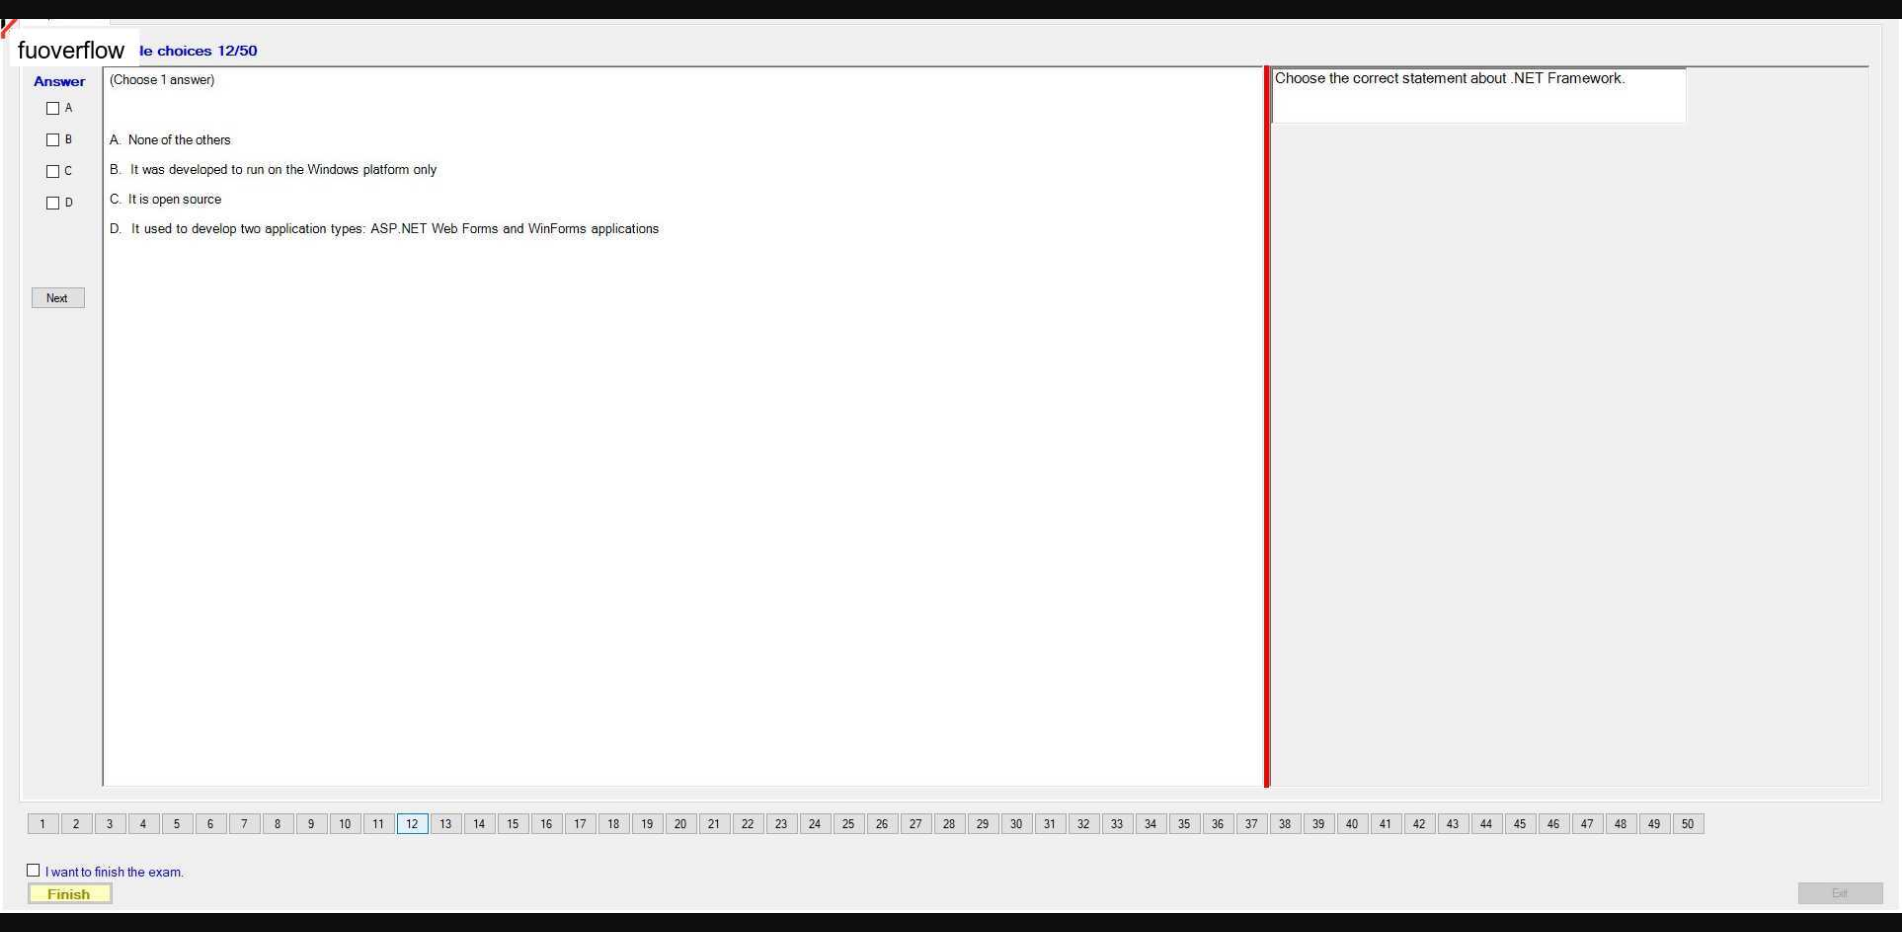 fuoverflow le choices 12/50
Answer
(Choose 1 answer)
Choose the correct statement about .NET Framework.
A
B
C
D
A. None of the others
B. It was developed to run on the Windows platform only
C. It is open source
D. It used to develop two application types: ASP.NET Web Forms and WinForms applications
Next
1 2 3 4 5 6 7 8 9 10 11 12 13 14 15 16 17 18 19 20 21 22 23 24 25 26 27 28 29 30 31 32 33 34 35 36 37 38 39 40 41 42 43 44 45 46 47 48 49 50
I want to finish the exam.
Finish
Exit